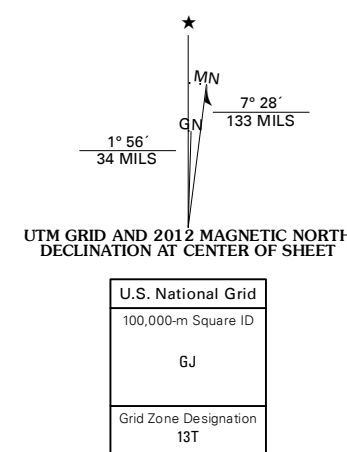 ★
MN
7° 28´
133 MILS
GN
1° 56´
34 MILS
UTM GRID AND 2012 MAGNETIC NORTH
DECLINATION AT CENTER OF SHEET
U.S. National Grid
100,000-m Square ID
GJ
Grid Zone Designation
13T